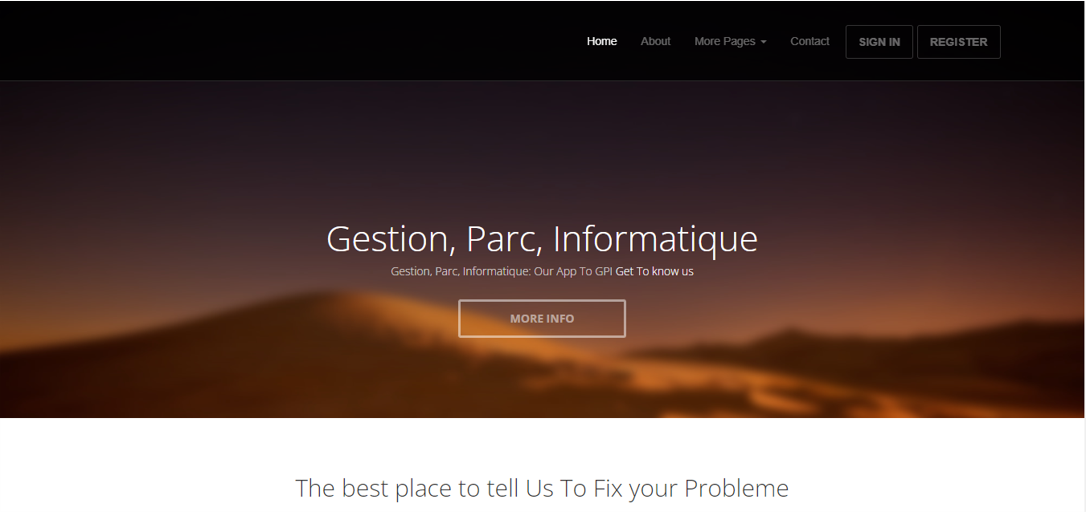 Home About More Pages Contact SIGN IN REGISTER
Gestion, Parc, Informatique
Gestion, Parc, Informatique: Our App To GPI Get To know us
MORE INFO
The best place to tell Us To Fix your Probleme